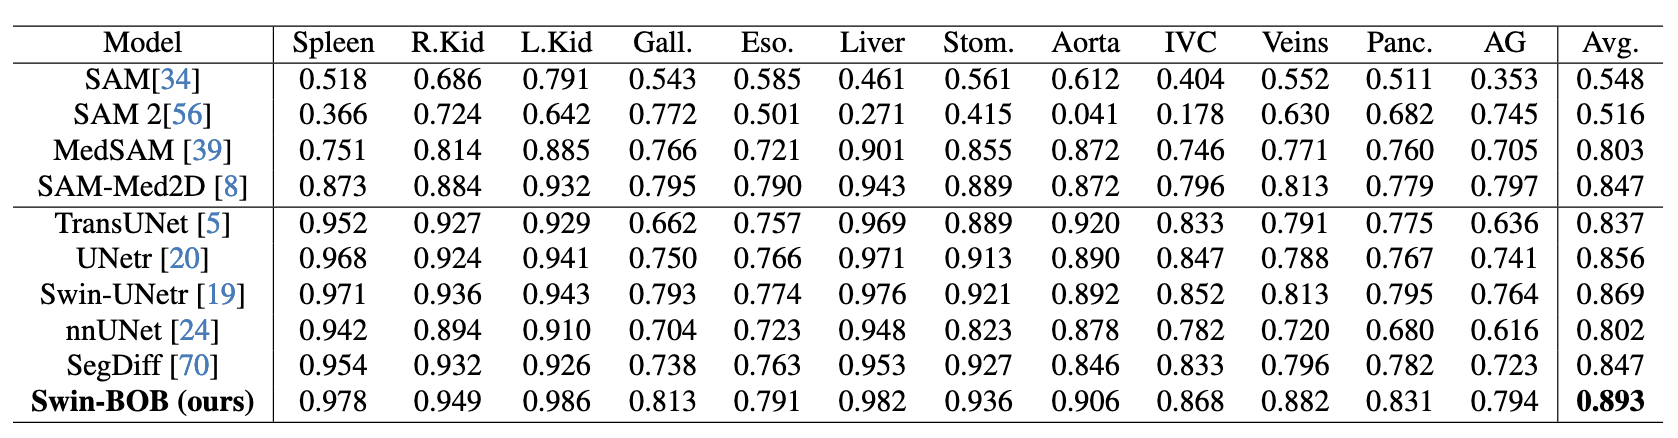 Model Spleen R.Kid L.Kid Gall. Eso. Liver Stom. Aorta IVC Veins Panc. AG Avg.
SAM[34] 0.518 0.686 0.791 0.543 0.585 0.461 0.561 0.612 0.404 0.552 0.511 0.353 0.548
SAM 2[56] 0.366 0.724 0.642 0.772 0.501 0.271 0.415 0.041 0.178 0.630 0.682 0.745 0.516
MedSAM [39] 0.751 0.814 0.885 0.766 0.721 0.901 0.855 0.872 0.746 0.771 0.760 0.705 0.803
SAM-Med2D [8] 0.873 0.884 0.932 0.795 0.790 0.943 0.889 0.872 0.796 0.813 0.779 0.797 0.847
TransUNet [5] 0.952 0.927 0.929 0.662 0.757 0.969 0.889 0.920 0.833 0.791 0.775 0.636 0.837
UNetr [20] 0.968 0.924 0.941 0.750 0.766 0.971 0.913 0.890 0.847 0.788 0.767 0.741 0.856
Swin-UNetr [19] 0.971 0.936 0.943 0.793 0.774 0.976 0.921 0.892 0.852 0.813 0.795 0.764 0.869
nnUNet [24] 0.942 0.894 0.910 0.704 0.723 0.948 0.823 0.878 0.782 0.720 0.680 0.616 0.802
SegDiff [70] 0.954 0.932 0.926 0.738 0.763 0.953 0.927 0.846 0.833 0.796 0.782 0.723 0.847
Swin-BOB (ours) 0.978 0.949 0.986 0.813 0.791 0.982 0.936 0.906 0.868 0.882 0.831 0.794 0.893